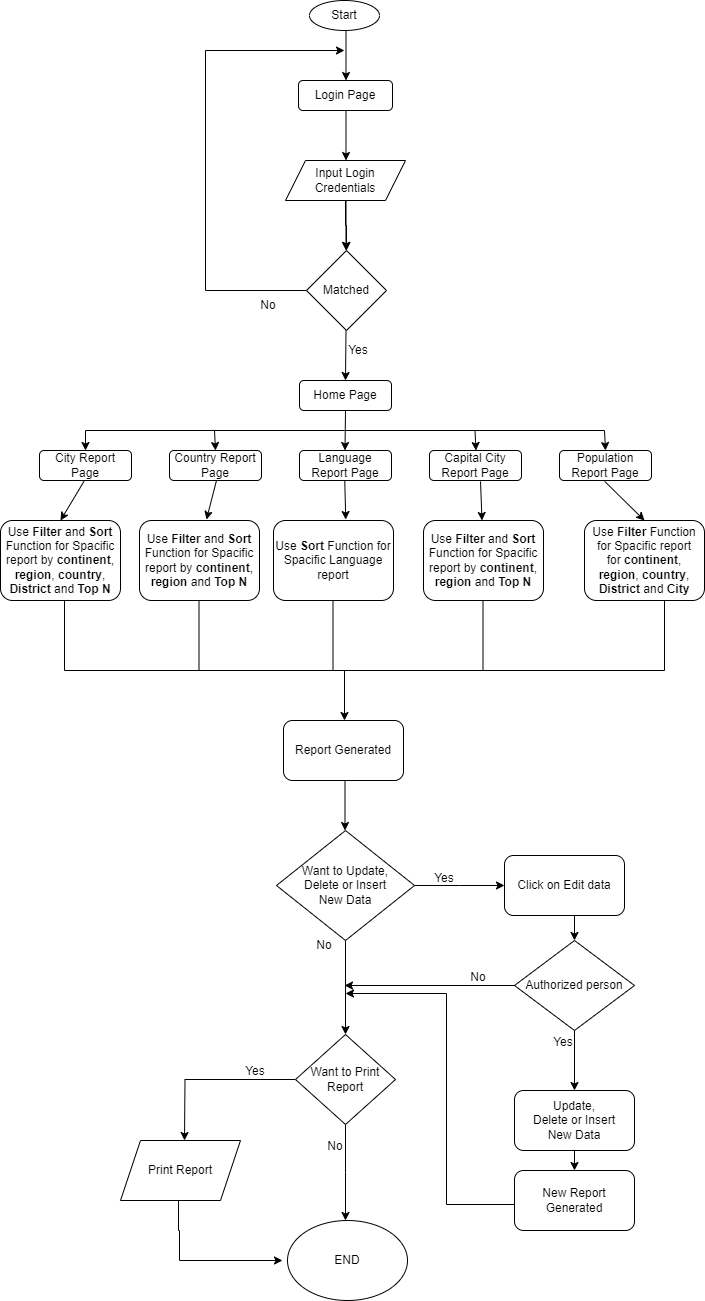 Start
Login Page
Input Login
Credentials
Matched
No
Yes
Home Page
City Report
Page
Country Report
Page
Language
Report Page
Capital City
Report Page
Population
Report Page
Use Filter and Sort
Function for Spacific
report by continent,
region, country,
District and Top N
Use Filter and Sort
Function for Spacific
report by continent,
region and Top N
Use Sort Function for
Spacific Language
report
Use Filter and Sort
Function for Spacific
report by continent,
region and Top N
Use Filter Function
for Spacific report
for continent,
region, country,
District and City
Report Generated
Want to Update,
Delete or Insert
New Data
Yes
Click on Edit data
No
No
Authorized person
Yes
Yes
Want to Print
Report
Update,
Delete or Insert
New Data
No
Print Report
New Report
Generated
END